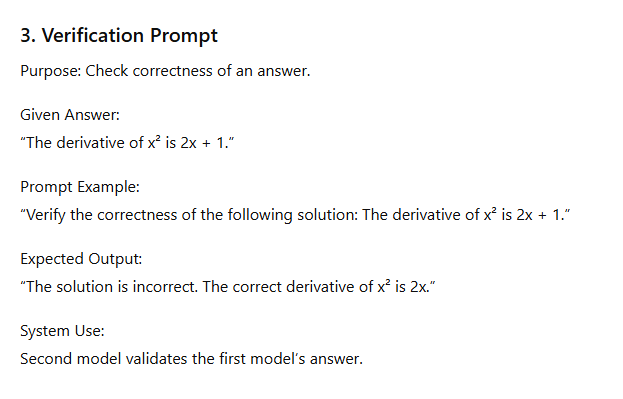 3. Verification Prompt
Purpose: Check correctness of an answer.
Given Answer:
“The derivative of x² is 2x + 1.”
Prompt Example:
“Verify the correctness of the following solution: The derivative of x² is 2x + 1.”
Expected Output:
“The solution is incorrect. The correct derivative of x² is 2x.”
System Use:
Second model validates the first model’s answer.